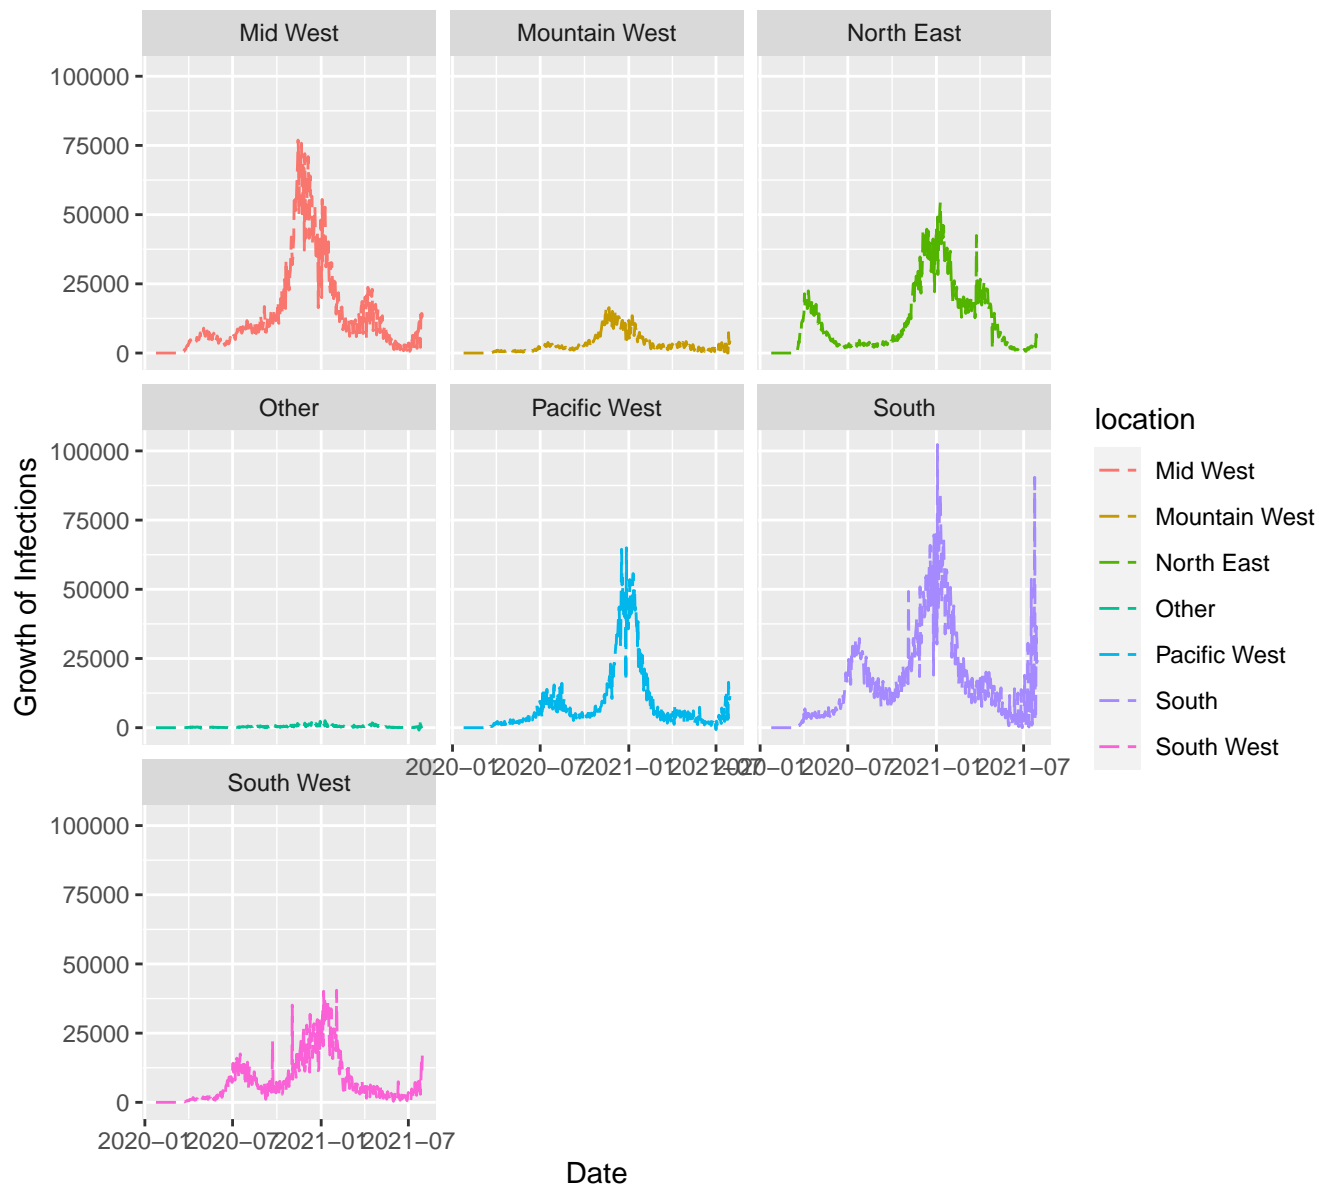 Mid West
Mountain West
North East
100000
75000
50000
25000
0
Other
Pacific West
South
100000
75000
50000
25000
0
2020−01
2020−07
2021−01
2021−07
2020−01
2020−07
2021−01
2021−07
South West
100000
75000
50000
25000
0
2020−01
2020−07
2021−01
2021−07
Growth of Infections
Date
location
Mid West
Mountain West
North East
Other
Pacific West
South
South West